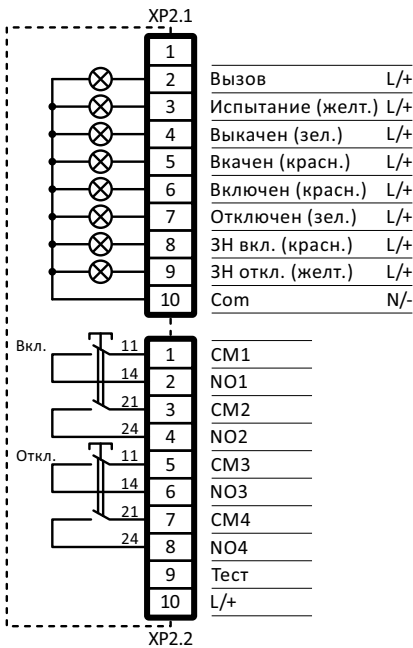 XP2.1
1
2 Вызов L/+
3 Испытание (желт.) L/+
4 Выкачен (зел.) L/+
5 Вкачен (красн.) L/+
6 Включен (красн.) L/+
7 Отключен (зел.) L/+
8 ЗН вкл. (красн.) L/+
9 ЗН откл. (желт.) L/+
10 Com N/-
Вкл. 11 1 CM1
14 2 NO1
21 3 CM2
24 4 NO2
Откл. 11 5 CM3
14 6 NO3
21 7 CM4
24 8 NO4
9 Тест
10 L/+
XP2.2